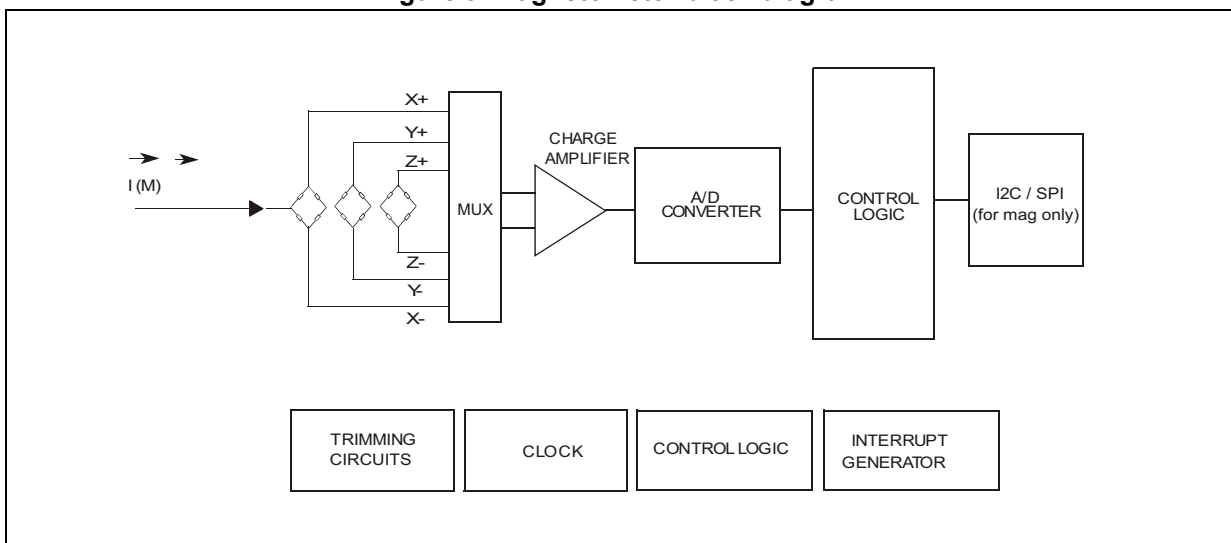 X+
Y+
Z+
I (M)
MUX
Z-
Y-
X-
CHARGE
AMPLIFIER
A/D
CONVERTER
CONTROL
LOGIC
I2C / SPI
(for mag only)
TRIMMING
CIRCUITS
CLOCK
CONTROL LOGIC
INTERRUPT
GENERATOR